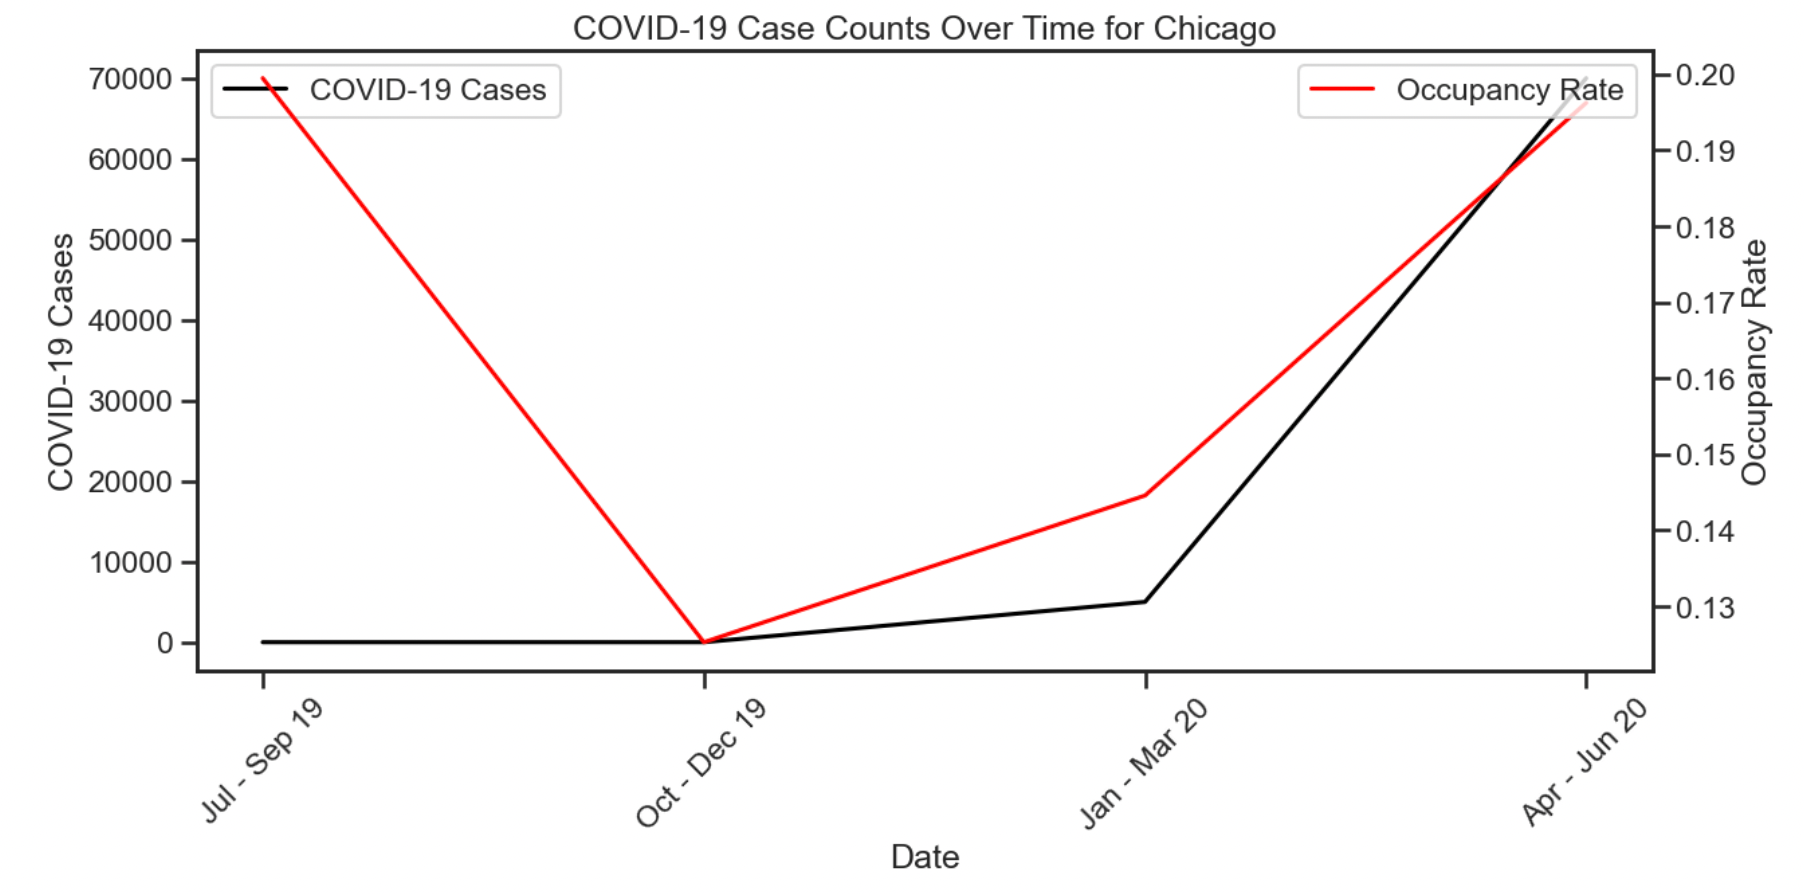 COVID-19 Case Counts Over Time for Chicago
COVID-19 Cases
Occupancy Rate
70000
60000
50000
40000
30000
20000
10000
0
COVID-19 Cases
0.20
0.19
0.18
0.17
0.16
0.15
0.14
0.13
Occupancy Rate
Jul - Sep 19
Oct - Dec 19
Jan - Mar 20
Apr - Jun 20
Date